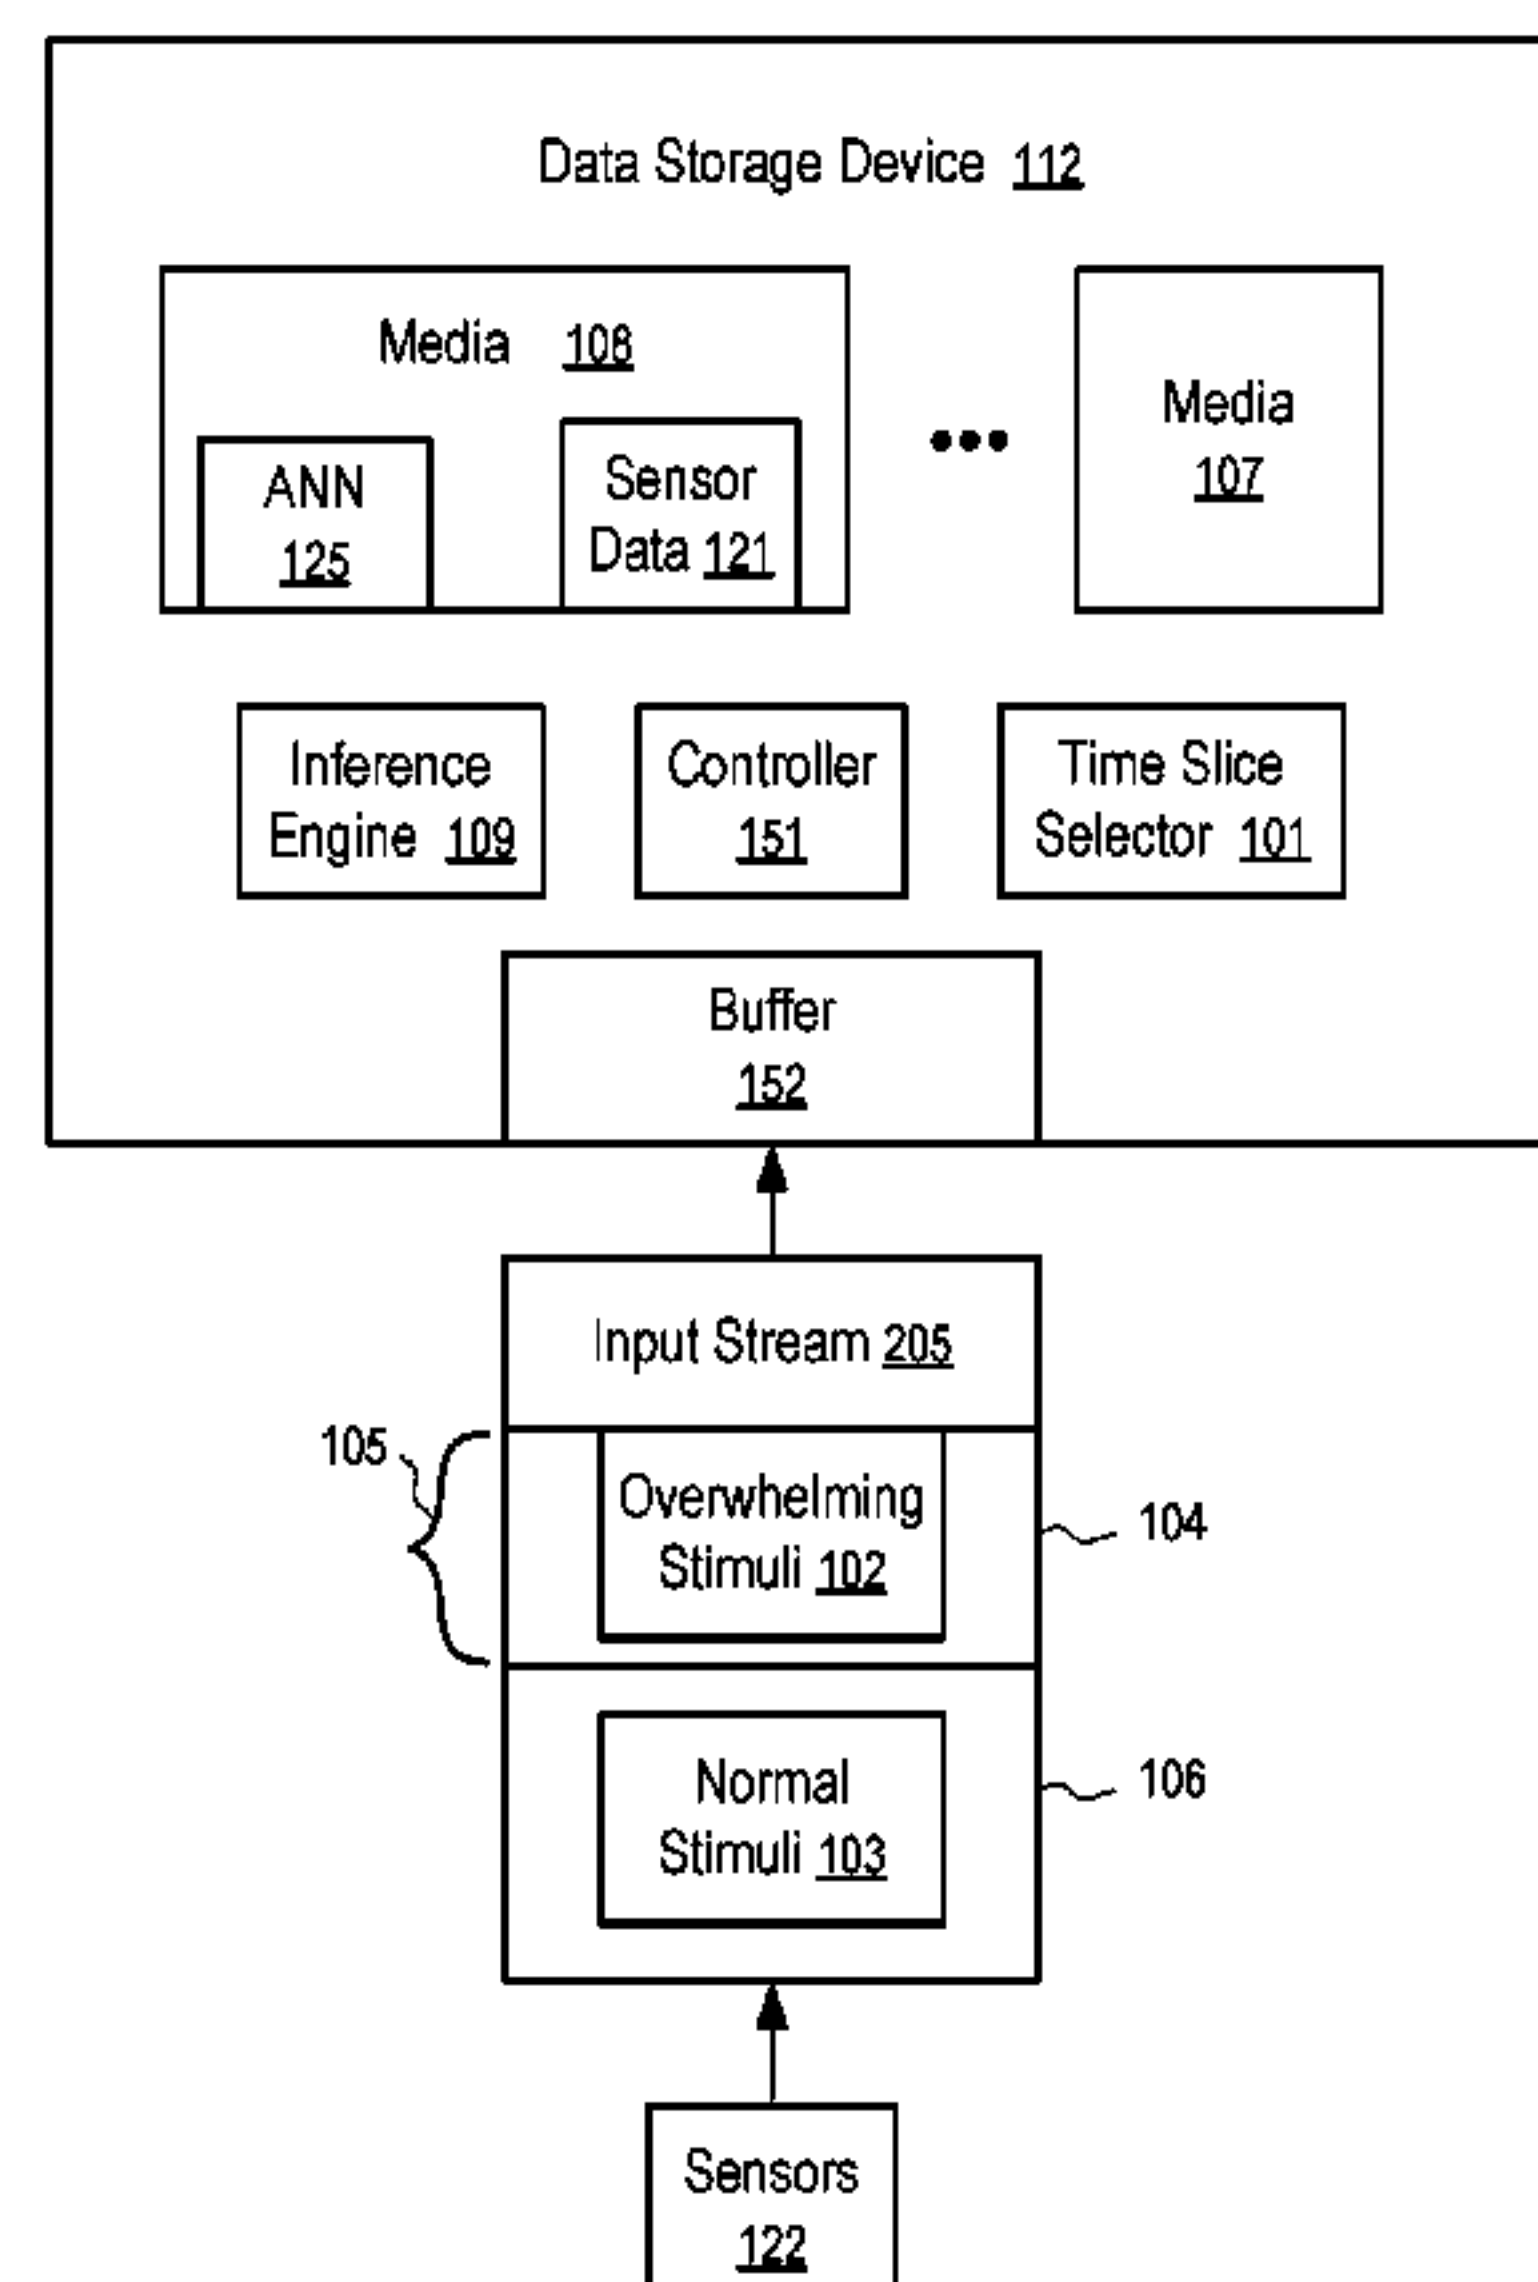 Data Storage Device 112
Media 108
ANN
125
Sensor
Data 121
Media
107
Inference
Engine 109
Controller
151
Time Slice
Selector 101
Buffer
152
Input Stream 205
105
Overwhelming
Stimuli 102
104
Normal
Stimuli 103
106
Sensors
122